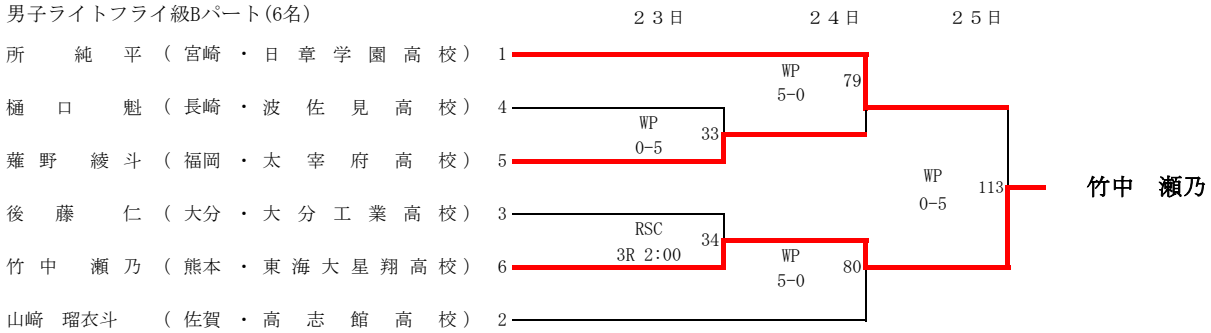 男子ライトフライ級Bパート(6名) 23日 24日 25日
所 純平 (宮崎・日章学園高校) 1
WP 79
5-0
樋口 魁 (長崎・波佐見高校) 4
WP 33
0-5
薙野 綾斗 (福岡・太宰府高校) 5
WP 113 竹中 瀬乃
0-5
後藤 仁 (大分・大分工業高校) 3
RSC 34
3R 2:00
竹中 瀬乃 (熊本・東海大星翔高校) 6
WP 80
5-0
山﨑 瑠衣斗 (佐賀・高志館高校) 2